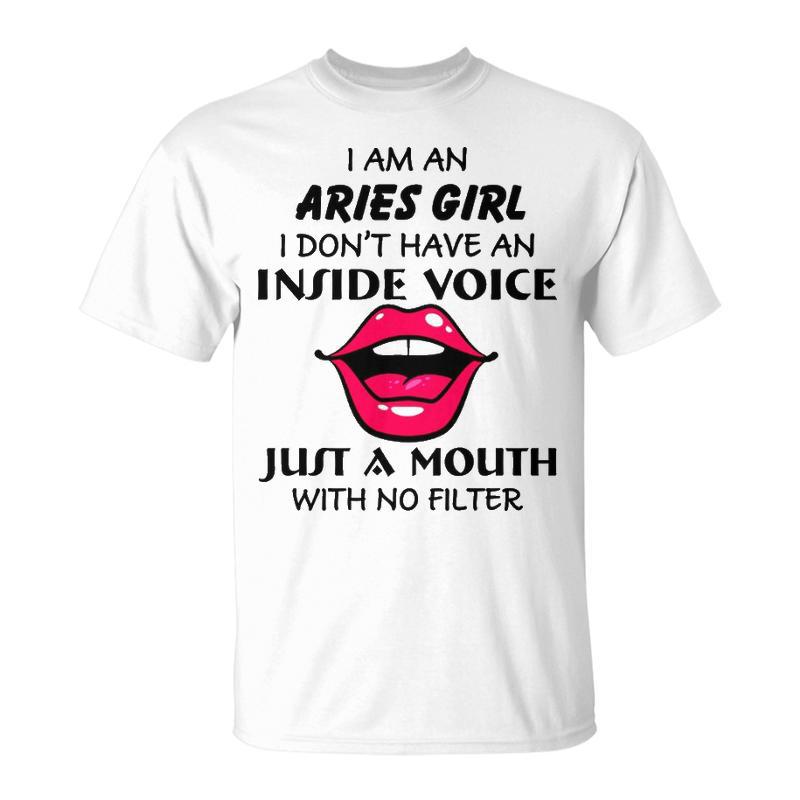 I AM AN
ARIES GIRL
I DON'T HAVE AN
INSIDE VOICE
JUST A MOUTH
WITH NO FILTER